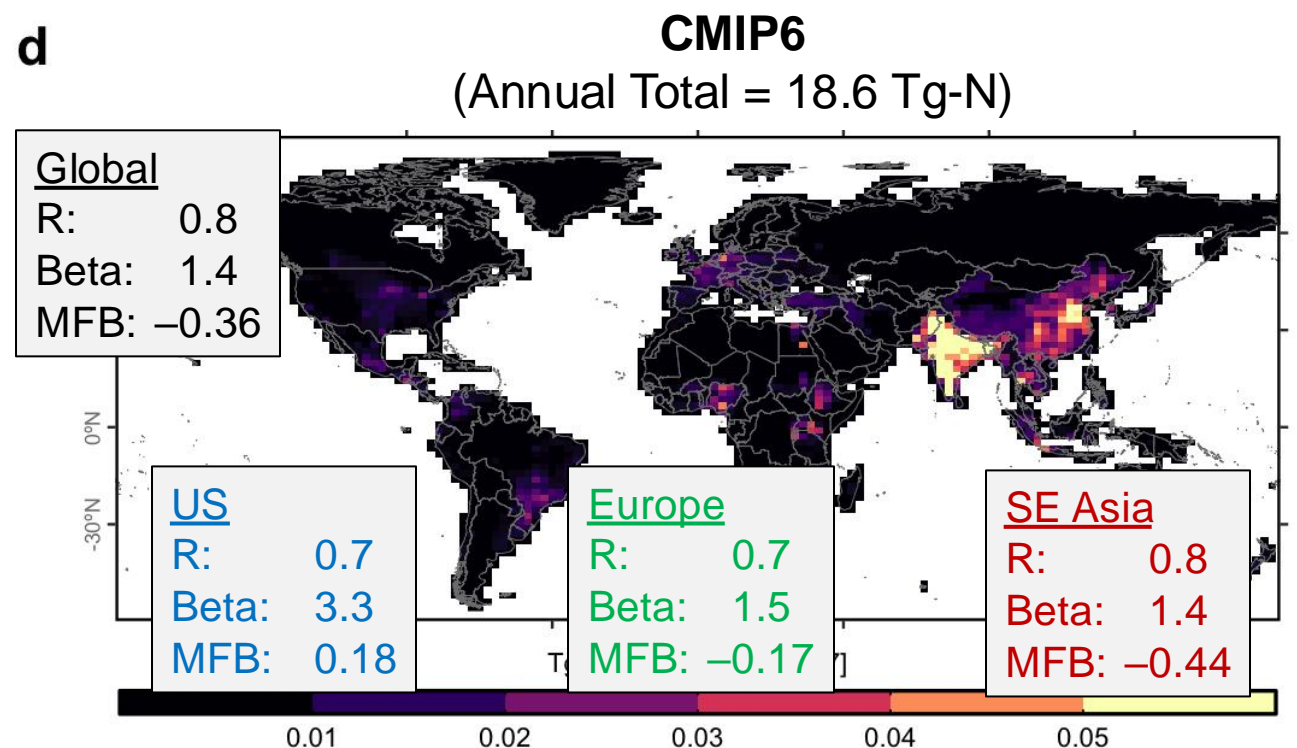 d
CMIP6
(Annual Total = 18.6 Tg-N)
Global
R: 0.8
Beta: 1.4
MFB: –0.36
0°N
-30°N
US
R: 0.7
Beta: 3.3
MFB: 0.18
Europe
R: 0.7
Beta: 1.5
MFB: –0.17
SE Asia
R: 0.8
Beta: 1.4
MFB: –0.44
0.01 0.02 0.03 0.04 0.05